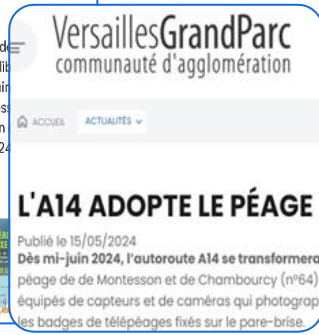 VersaillesGrandParc
communauté d'agglomération
ACCUEIL ACTUALITÉS
L'A14 ADOPTE LE PÉAGE
Publié le 15/05/2024
Dès mi-juin 2024, l'autoroute A14 se transformera
péage de de Montesson et de Chambourcy (n°64)
équipés de capteurs et de caméras qui photograp
les badges de télépéages fixés sur le pare-brise.